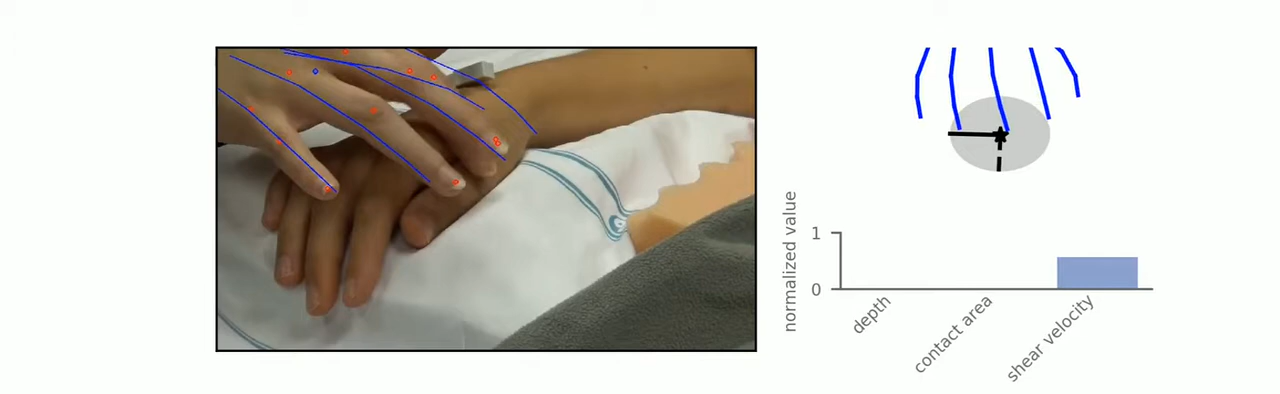 normalized value
1
0
depth
contact area
shear velocity